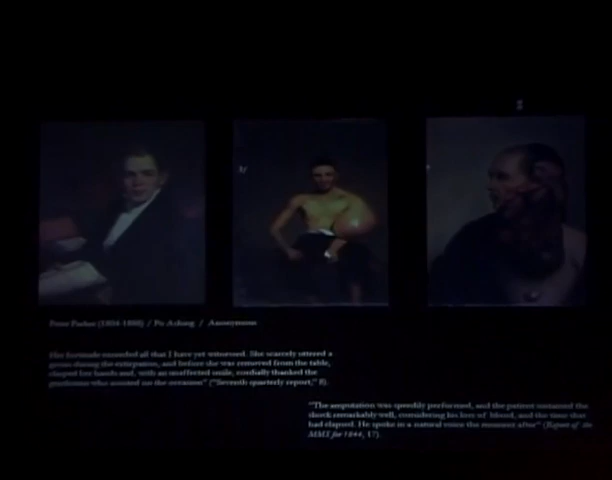 Peter Parker (1804-1888) / Po Ashing / Anonymous
Her fortitude exceeded all that I have yet witnessed. She scarcely uttered a
groan during the extirpation, and before she was removed from the table,
clasped her hands and, with an unaffected smile, cordially thanked the
gentlemen who assisted on the occasion" ("Seventh quarterly report," 8).
"The amputation was speedily performed, and the patient sustained the
shock remarkably well, considering his loss of blood, and the time that
had elapsed. He spoke in a natural voice the moment after" (Report of the
MMS for 1844, 17).